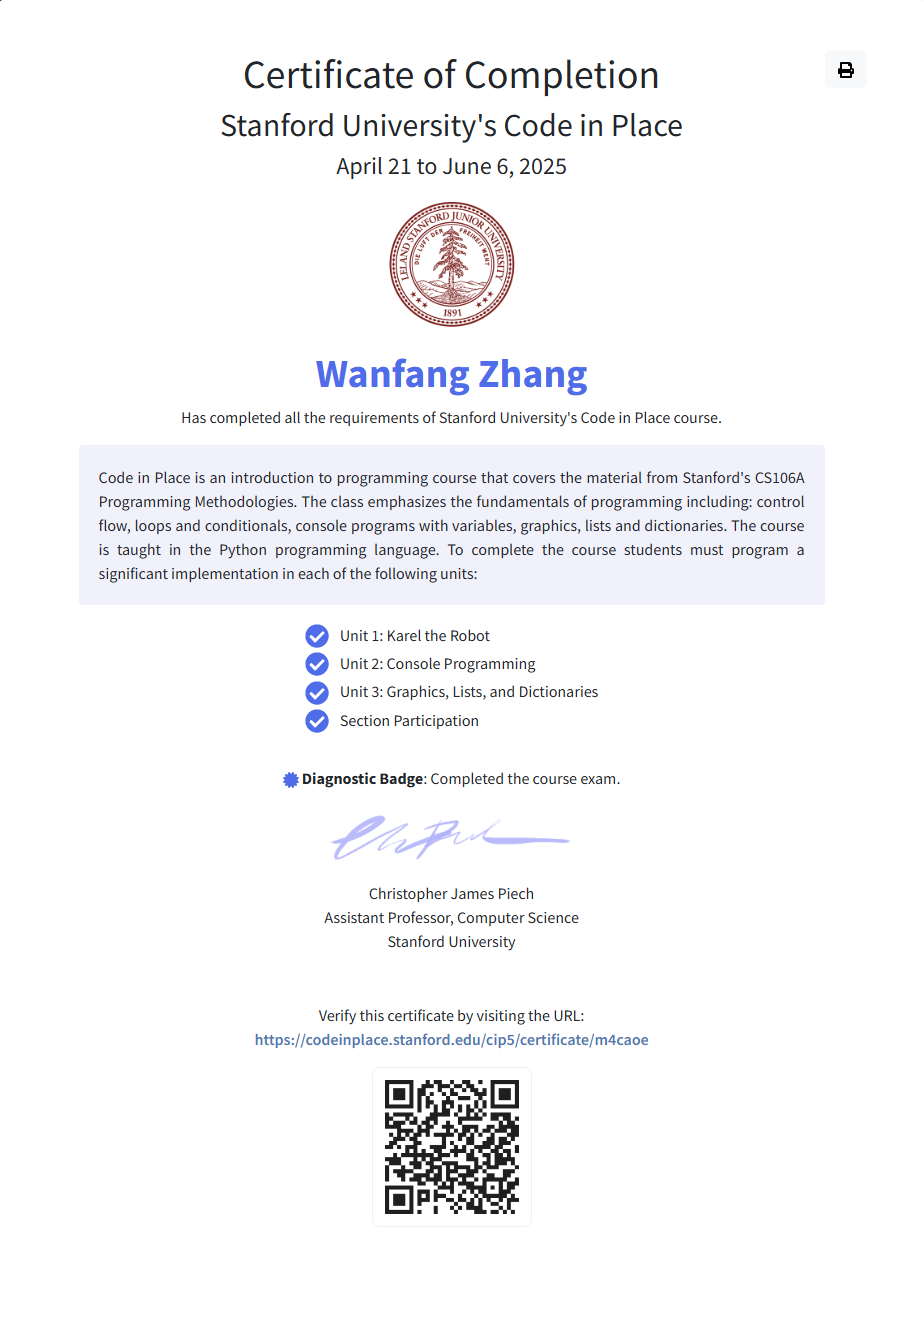 Certificate of Completion
Stanford University's Code in Place
April 21 to June 6, 2025
LELAND STANFORD JUNIOR UNIVERSITY
DIE LUFT DER FREIHEIT WEHT
1891
Wanfang Zhang
Has completed all the requirements of Stanford University's Code in Place course.
Code in Place is an introduction to programming course that covers the material from Stanford's CS106A
Programming Methodologies. The class emphasizes the fundamentals of programming including: control
flow, loops and conditionals, console programs with variables, graphics, lists and dictionaries. The course
is taught in the Python programming language. To complete the course students must program a
significant implementation in each of the following units:
Unit 1: Karel the Robot
Unit 2: Console Programming
Unit 3: Graphics, Lists, and Dictionaries
Section Participation
Diagnostic Badge: Completed the course exam.
Christopher James Piech
Assistant Professor, Computer Science
Stanford University
Verify this certificate by visiting the URL:
https://codeinplace.stanford.edu/cip5/certificate/m4caoe